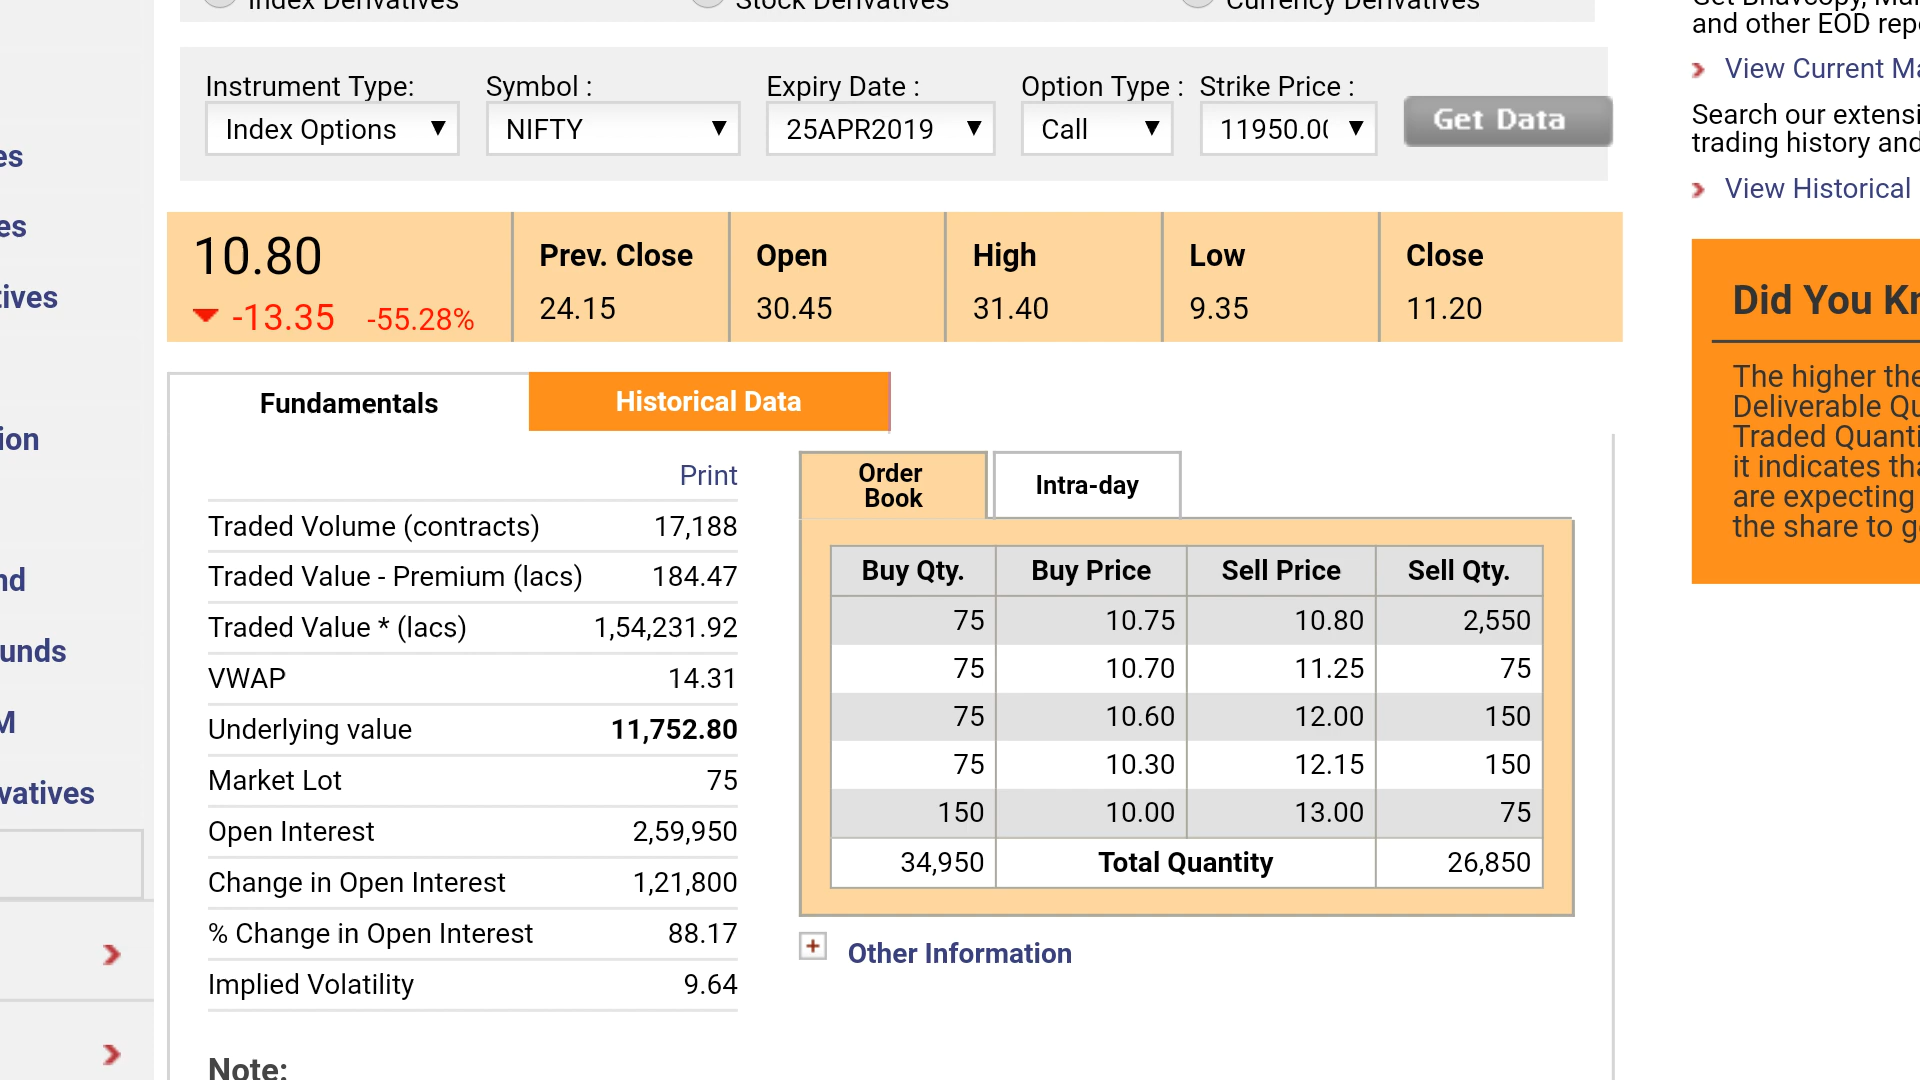 Index Derivatives Stock Derivatives Currency Derivatives
Instrument Type: Symbol : Expiry Date : Option Type : Strike Price :
Index Options NIFTY 25APR2019 Call 11950.0 Get Data
10.80 Prev. Close Open High Low Close
-13.35 -55.28% 24.15 30.45 31.40 9.35 11.20
Fundamentals Historical Data
Print
Traded Volume (contracts) 17,188
Traded Value - Premium (lacs) 184.47
Traded Value * (lacs) 1,54,231.92
VWAP 14.31
Underlying value 11,752.80
Market Lot 75
Open Interest 2,59,950
Change in Open Interest 1,21,800
% Change in Open Interest 88.17
Implied Volatility 9.64
Note:
Order
Book
Intra-day
Buy Qty. Buy Price Sell Price Sell Qty.
75 10.75 10.80 2,550
75 10.70 11.25 75
75 10.60 12.00 150
75 10.30 12.15 150
150 10.00 13.00 75
34,950 Total Quantity 26,850
+ Other Information
es
es
tives
ion
nd
unds
M
vatives
Get Bhavcopy, Ma
and other EOD rep
View Current Ma
Search our extensi
trading history and
View Historical
Did You Kn
The higher the
Deliverable Qu
Traded Quanti
it indicates tha
are expecting
the share to g